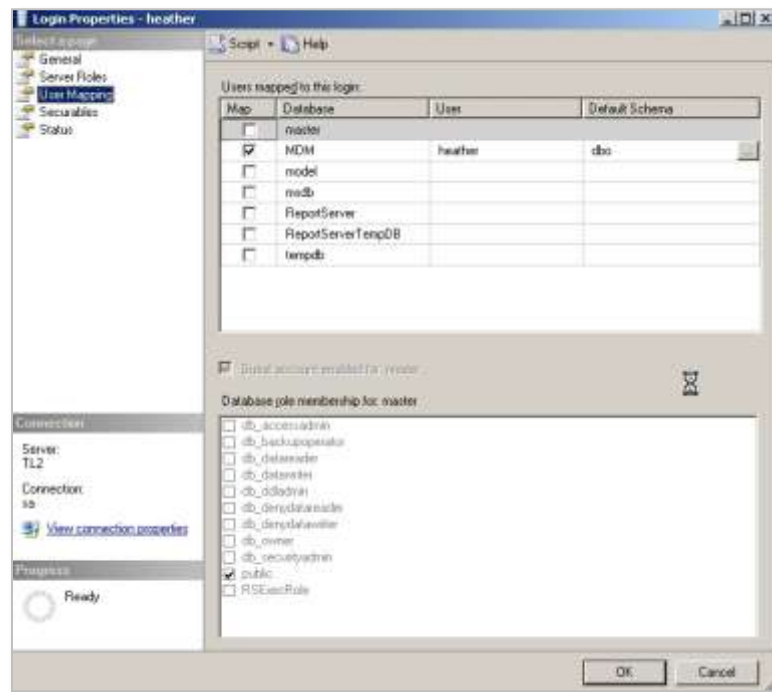 Login Properties - heather
Select a page
General
Server Roles
User Mapping
Securables
Status
Script Help
Users mapped to this login:
Map Database User Default Schema
master
MDM heather dbo ...
model
msdb
ReportServer
ReportServerTempDB
tempdb
Guest account enabled for: master
Database role membership for: master
db_accessadmin
db_backupoperator
db_datareader
db_datawriter
db_ddladmin
db_denydatareader
db_denydatawriter
db_owner
db_securityadmin
public
RSExecRole
Connection
Server:
TL2
Connection:
sa
View connection properties
Progress
Ready
OK Cancel